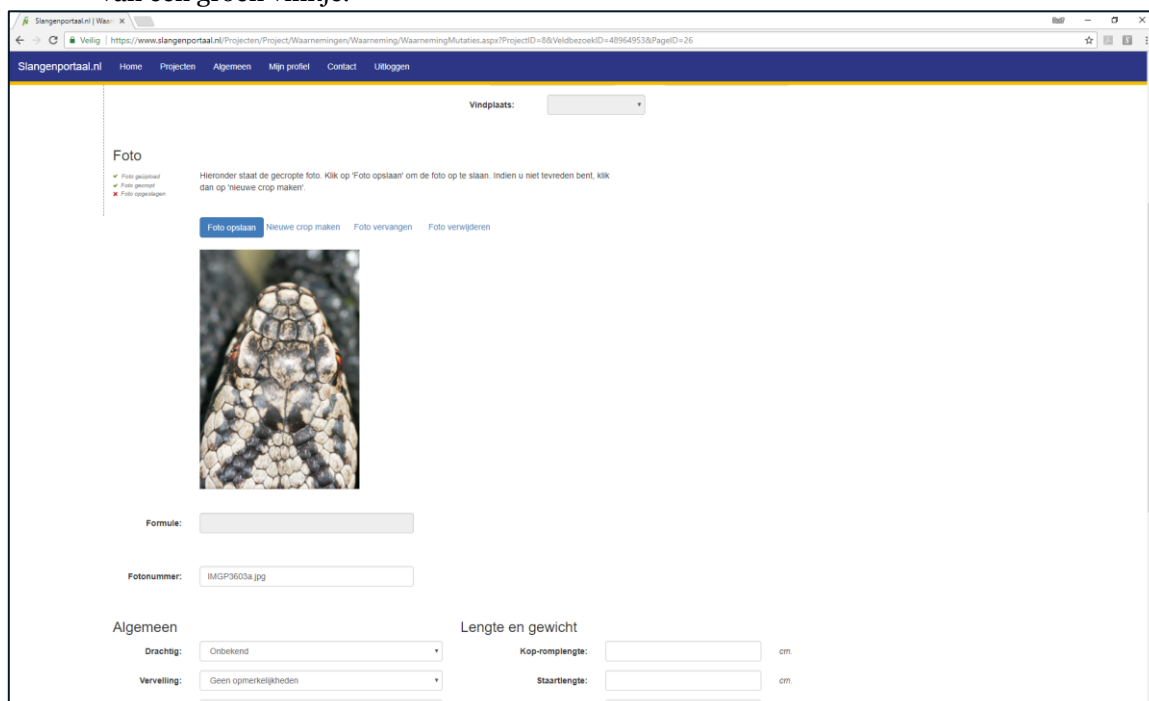 van een groen vinkje.
Slangenportaal.nl | Waar
Veilig | https://www.slangenportaal.nl/Projecten/Project/Waarnemingen/Waarneming/WaarnemingMutaties.aspx?ProjectID=8&VeldbezoekID=48964953&PageID=26
Slangenportaal.nl Home Projecten Algemeen Mijn profiel Contact Uitloggen
Vindplaats:
Foto
Foto geüpload
Foto gecropt
Foto opgeslagen
Hieronder staat de gecropte foto. Klik op 'Foto opslaan' om de foto op te slaan. Indien u niet tevreden bent, klik
dan op 'nieuwe crop maken'.
Foto opslaan Nieuwe crop maken Foto vervangen Foto verwijderen
Formule:
Fotonummer: IMGP3603a.jpg
Algemeen Lengte en gewicht
Drachtig: Onbekend Kop-romplengte: cm.
Vervelling: Geen opmerkelijkheden Staartlengte: cm.